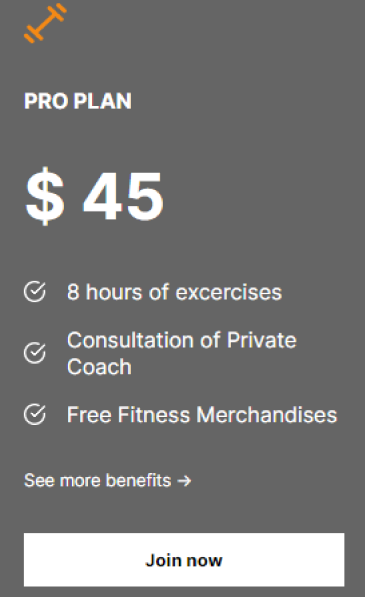 PRO PLAN
$ 45
8 hours of excercises
Consultation of Private
Coach
Free Fitness Merchandises
See more benefits →
Join now